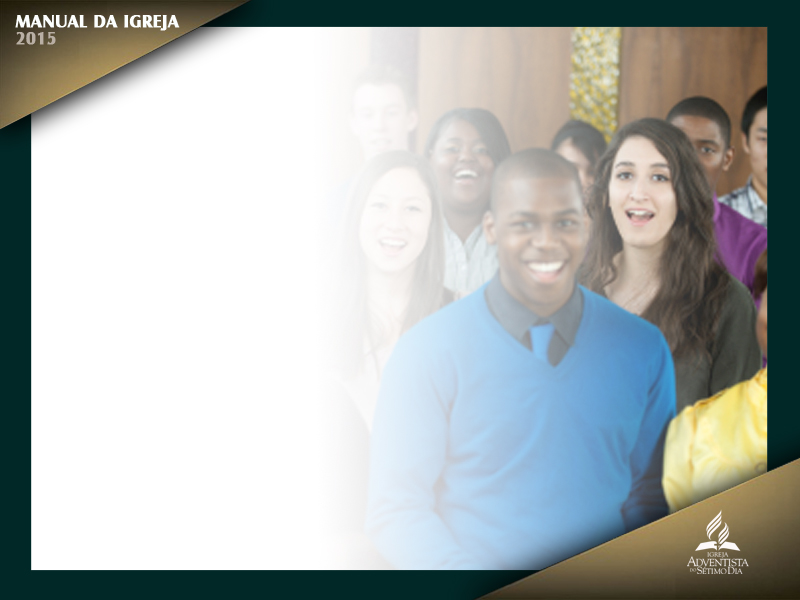 MANUAL DA IGREJA
2015
IGREJA
ADVENTISTA
DO SÉTIMO DIA